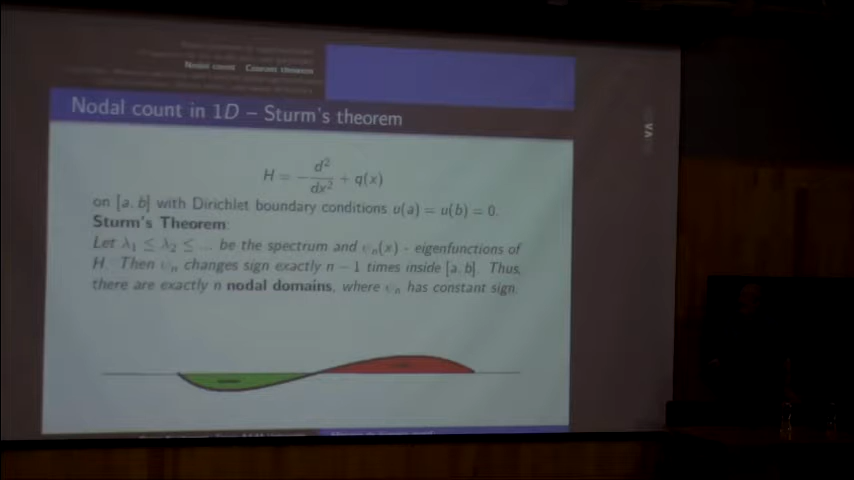 Nodal count Courant theorem
Nodal count in 1D – Sturm's theorem
H = − d²/dx² + q(x)
on [a, b] with Dirichlet boundary conditions u(a) = u(b) = 0.
Sturm's Theorem:
Let λ₁ ≤ λ₂ ≤ ... be the spectrum and ψₙ(x) - eigenfunctions of
H. Then ψₙ changes sign exactly n − 1 times inside [a, b]. Thus,
there are exactly n nodal domains, where ψₙ has constant sign.
VA